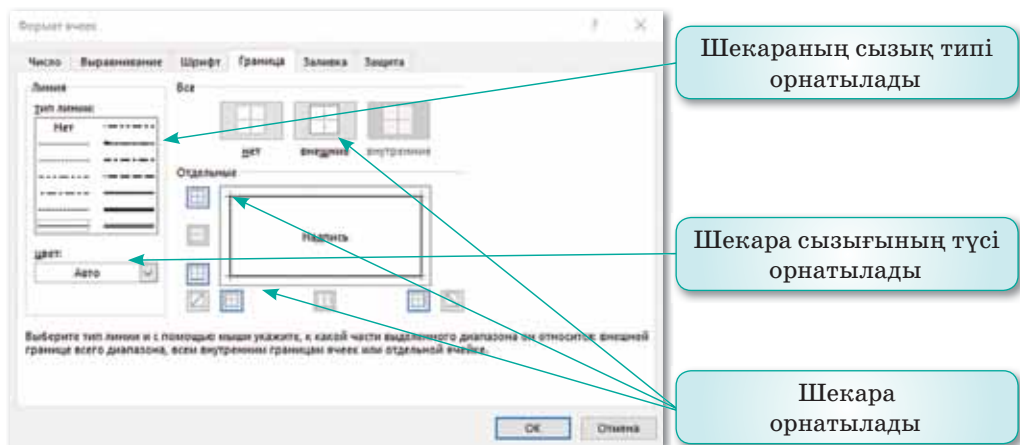 Формат ячеек
? ×
Число Выравнивание Шрифт Граница Заливка Защита
Линия
тип линии:
Нет
цвет:
Авто
Все
нет внешние внутренние
Отдельные
Надпись
Выберите тип линии и с помощью мыши укажите, к какой части выделенного диапазона он относится: внешней
границе всего диапазона, всем внутренним границам ячеек или отдельной ячейке.
ОК Отмена
Шекараның сызық типі
орнатылады
Шекара сызығының түсі
орнатылады
Шекара
орнатылады